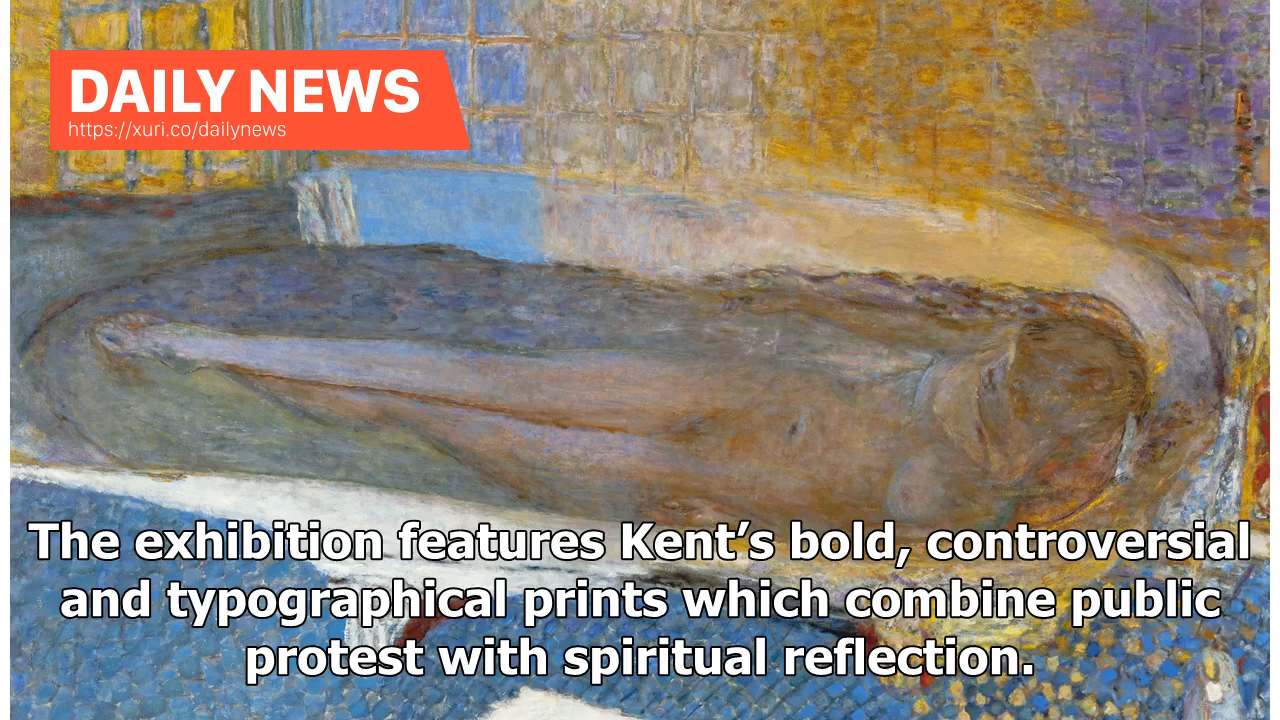 DAILY NEWS
https://xuri.co/dailynews
The exhibition features Kent’s bold, controversial
and typographical prints which combine public
protest with spiritual reflection.